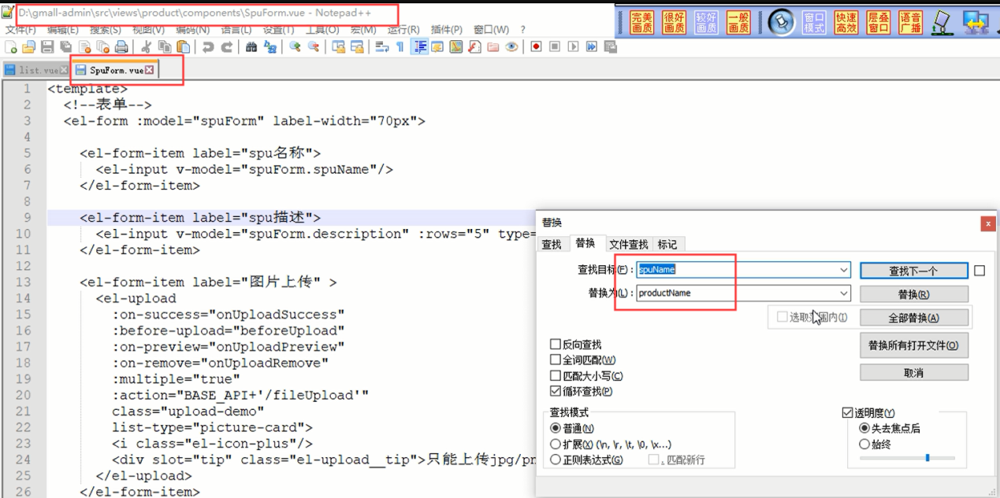 D:\gmall-admin\src\views\product\components\SpuForm.vue - Notepad++
完美画质 很好画质 较好画质 一般画质 窗口模式 快速高效 层叠窗口 语音广播
文件(F) 编辑(E) 搜索(S) 视图(V) 编码(N) 语言(L) 设置(T) 工具(O) 宏(M) 运行(R) 插件(P) 窗口(W) ?
list.vue SpuForm.vue
1 <template>
2 <!--表单-->
3 <el-form :model="spuForm" label-width="70px">
4
5 <el-form-item label="spu名称">
6 <el-input v-model="spuForm.spuName"/>
7 </el-form-item>
8
9 <el-form-item label="spu描述">
10 <el-input v-model="spuForm.description" :rows="5" type=
11 </el-form-item>
12
13 <el-form-item label="图片上传" >
14 <el-upload
15 :on-success="onUploadSuccess"
16 :before-upload="beforeUpload"
17 :on-preview="onUploadPreview"
18 :on-remove="onUploadRemove"
19 :multiple="true"
20 :action="BASE_API+'/fileUpload'"
21 class="upload-demo"
22 list-type="picture-card">
23 <i class="el-icon-plus"/>
24 <div slot="tip" class="el-upload__tip">只能上传jpg/pn
25 </el-upload>
26 </el-form-item>
替换
查找 替换 文件查找 标记
查找目标(F) : spuName 查找下一个
替换为(L) : productName 替换(R)
选取范围内(I) 全部替换(A)
替换所有打开文件(O)
取消
反向查找
全词匹配(W)
匹配大小写(C)
循环查找(P)
查找模式
普通(N)
扩展(X) (\n, \r, \t, \0, \x...)
正则表达式(G) . 匹配新行
透明度(Y)
失去焦点后
始终